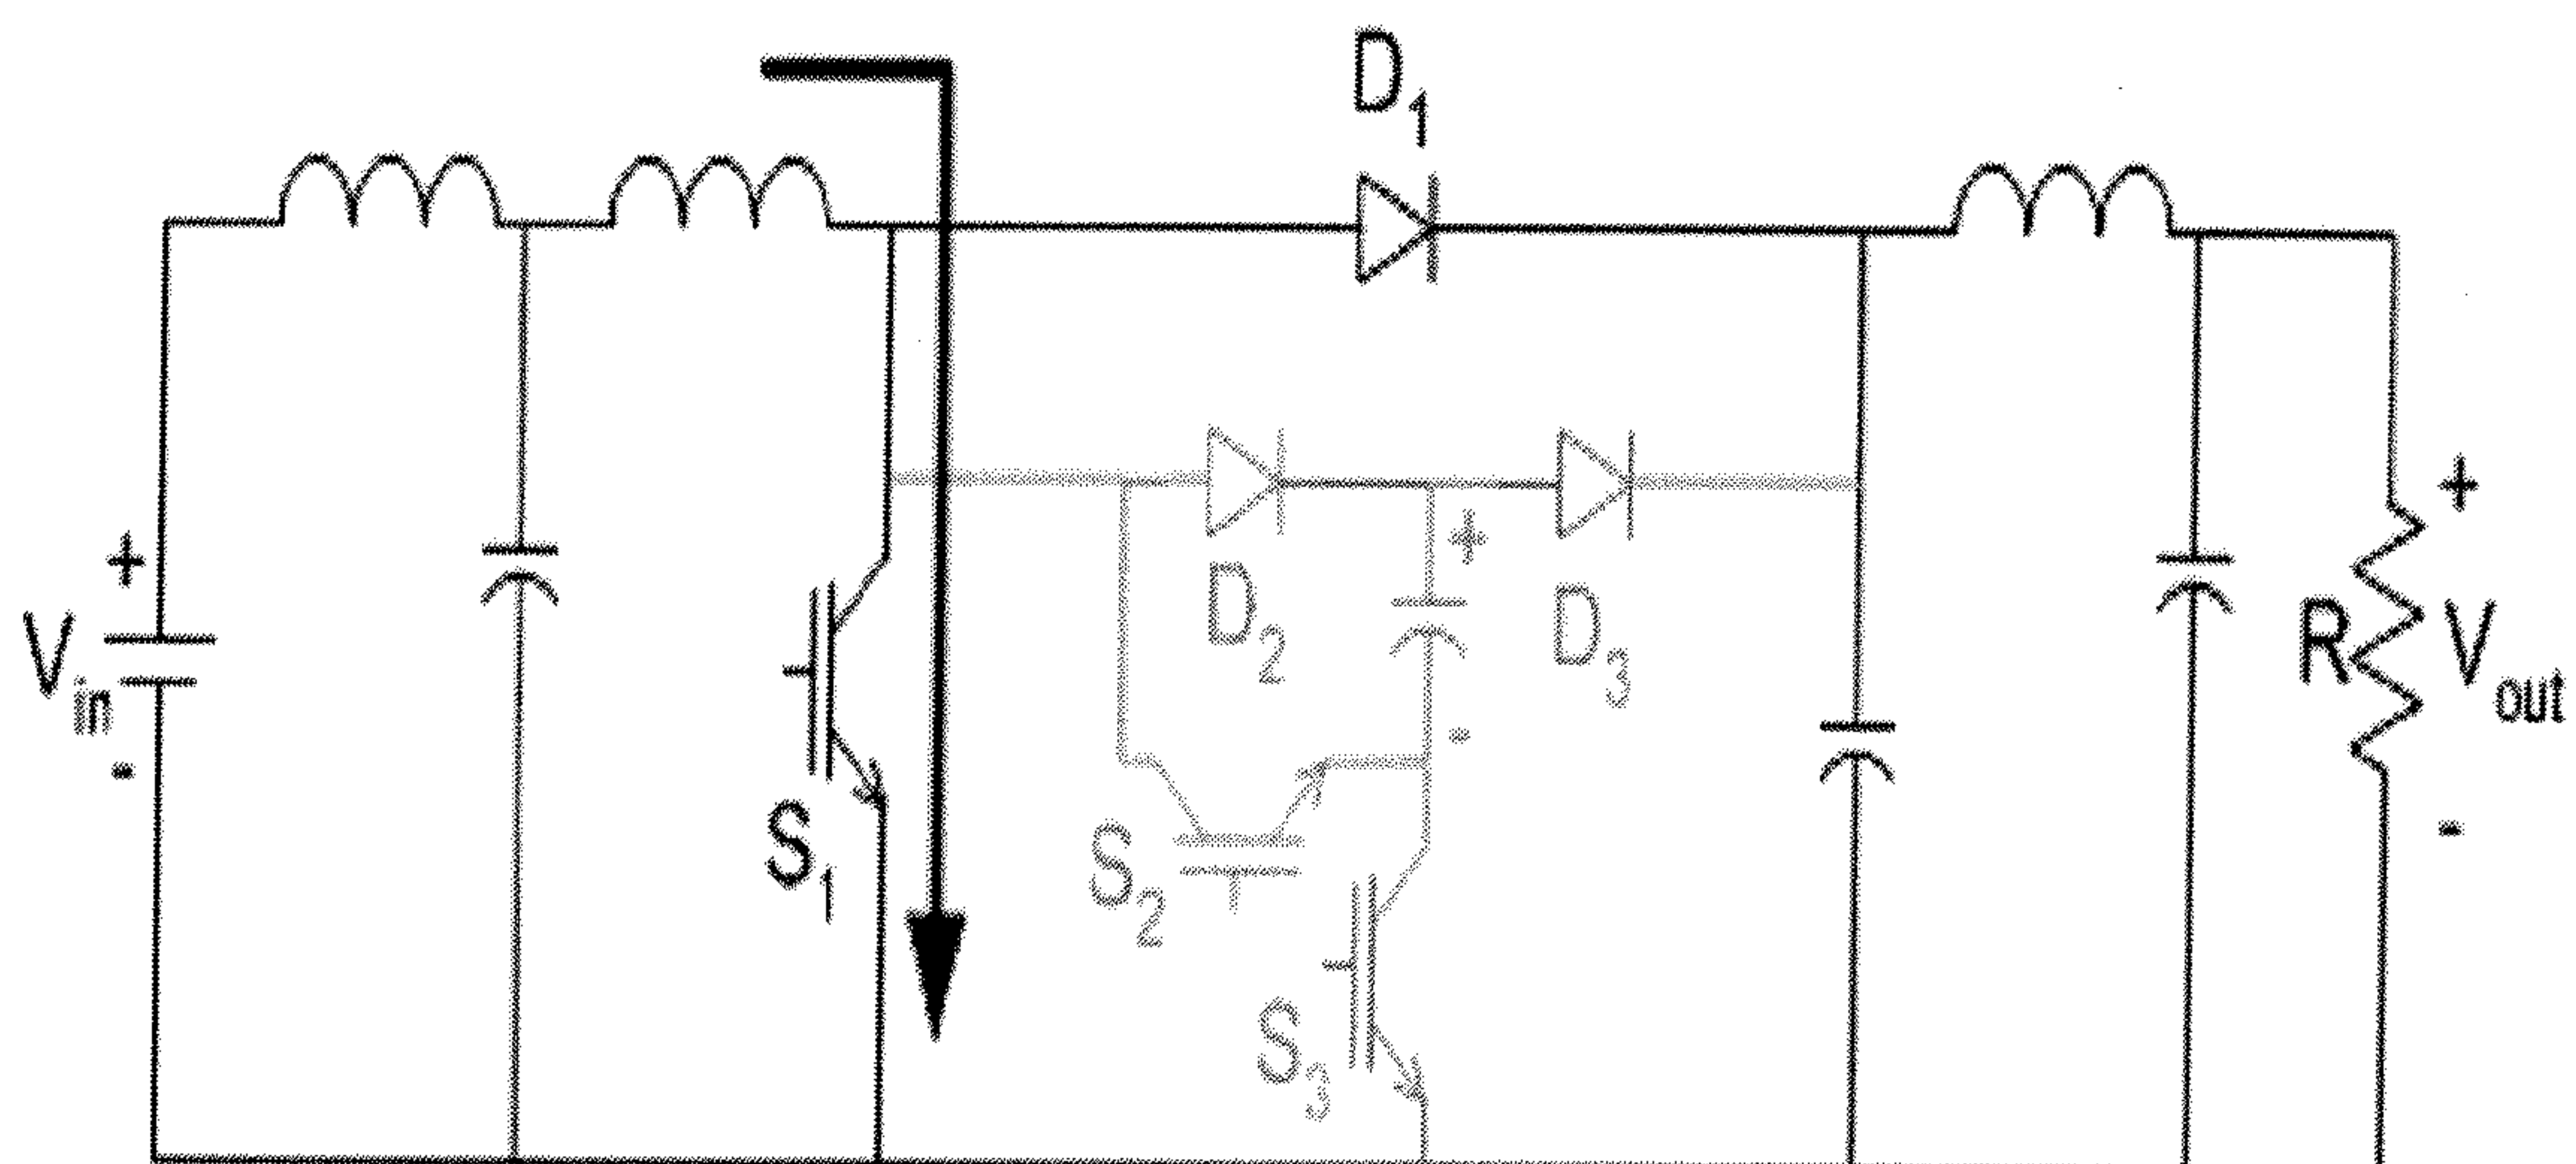 D1
+
Vin
-
S1
D2
+
-
D3
S2
S3
R
+
Vout
-